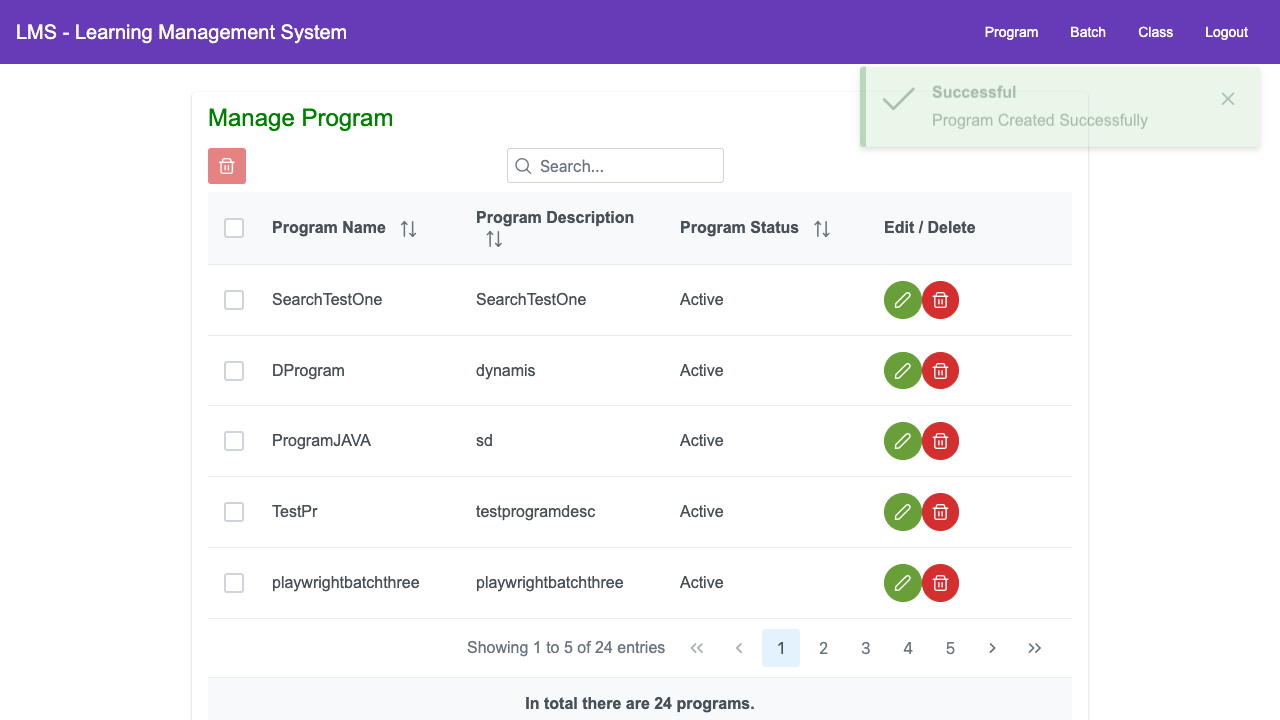 LMS - Learning Management System
Program Batch Class Logout
Successful
Program Created Successfully
Manage Program
Search...
Program Name Program Description Program Status Edit / Delete
SearchTestOne SearchTestOne Active
DProgram dynamis Active
ProgramJAVA sd Active
TestPr testprogramdesc Active
playwrightbatchthree playwrightbatchthree Active
Showing 1 to 5 of 24 entries 1 2 3 4 5
In total there are 24 programs.